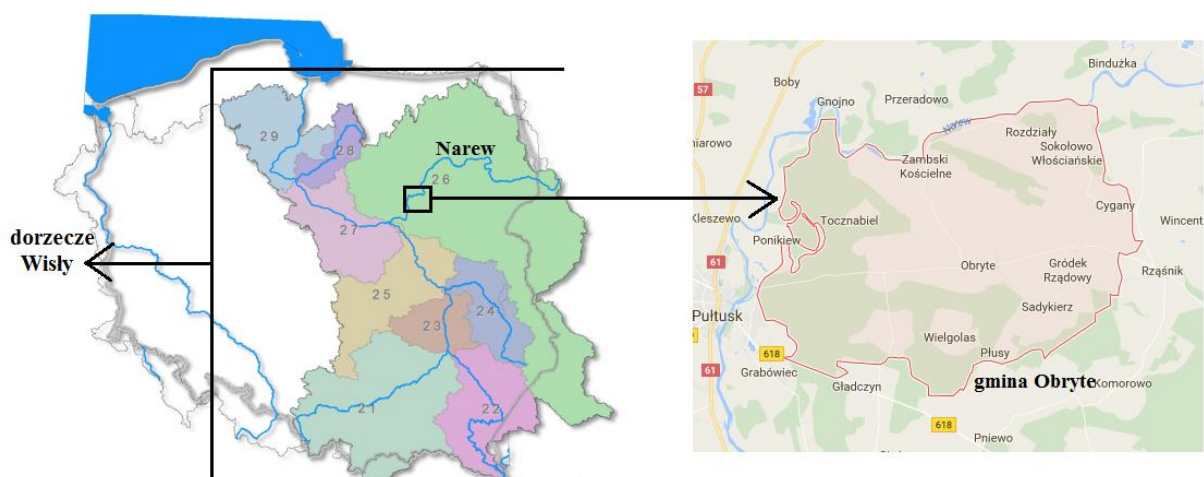 29
28
Narew
26
27
dorzecze
Wisły
25
24
23
21
22
Bindużka
Boby
57
Gnojno
Przeradowo
Narew
niarowo
Rozdziały
Sokołowo
Włościańskie
Zambski
Kościelne
Cygany
Kleszewo
Tocznabiel
Wincent
Ponikiew
61
Obryte
Gródek
Rządowy
Rząśnik
Sadykierz
Pułtusk
Wielgolas
Płusy
618
Grabówiec
61
Gładczyn
gmina Obryte
Komorowo
618
Pniewo